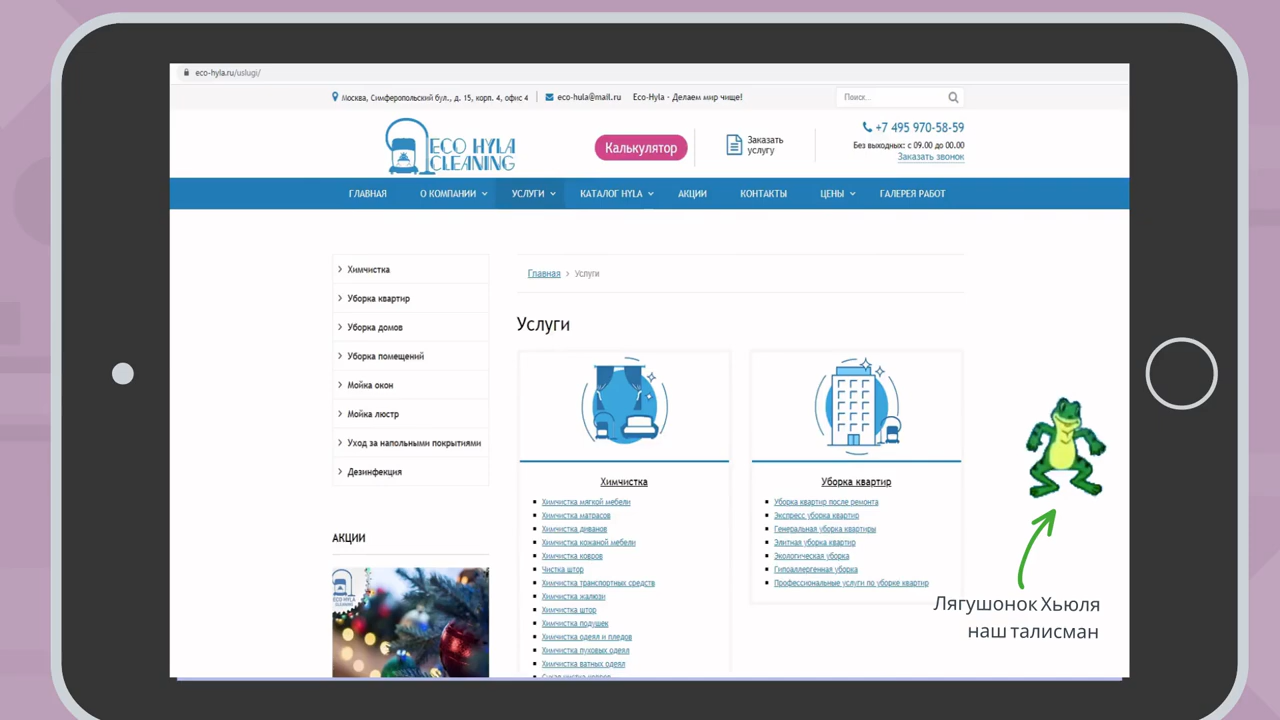 eco-hyla.ru/uslugi/
Москва, Симферопольский бул., д. 15, корп. 4, офис 4
eco-hula@mail.ru
Eco-Hyla - Делаем мир чище!
Поиск...
ECO HYLA
CLEANING
Калькулятор
Заказать
услугу
+7 495 970-58-59
Без выходных: с 09.00 до 00.00
Заказать звонок
ГЛАВНАЯ
О КОМПАНИИ
УСЛУГИ
КАТАЛОГ HYLA
АКЦИИ
КОНТАКТЫ
ЦЕНЫ
ГАЛЕРЕЯ РАБОТ
Химчистка
Уборка квартир
Уборка домов
Уборка помещений
Мойка окон
Мойка люстр
Уход за напольными покрытиями
Дезинфекция
АКЦИИ
ECO HYLA
CLEANING
Главная > Услуги
Услуги
Химчистка
Химчистка мягкой мебели
Химчистка матрасов
Химчистка диванов
Химчистка кожаной мебели
Химчистка ковров
Чистка штор
Химчистка транспортных средств
Химчистка жалюзи
Химчистка штор
Химчистка подушек
Химчистка одеял и пледов
Химчистка пуховых одеял
Химчистка ватных одеял
Уборка квартир
Уборка квартир после ремонта
Экспресс уборка квартир
Генеральная уборка квартиры
Элитная уборка квартир
Экологическая уборка
Гипоаллергенная уборка
Профессиональные услуги по уборке квартир
Лягушонок Хьюля
наш талисман